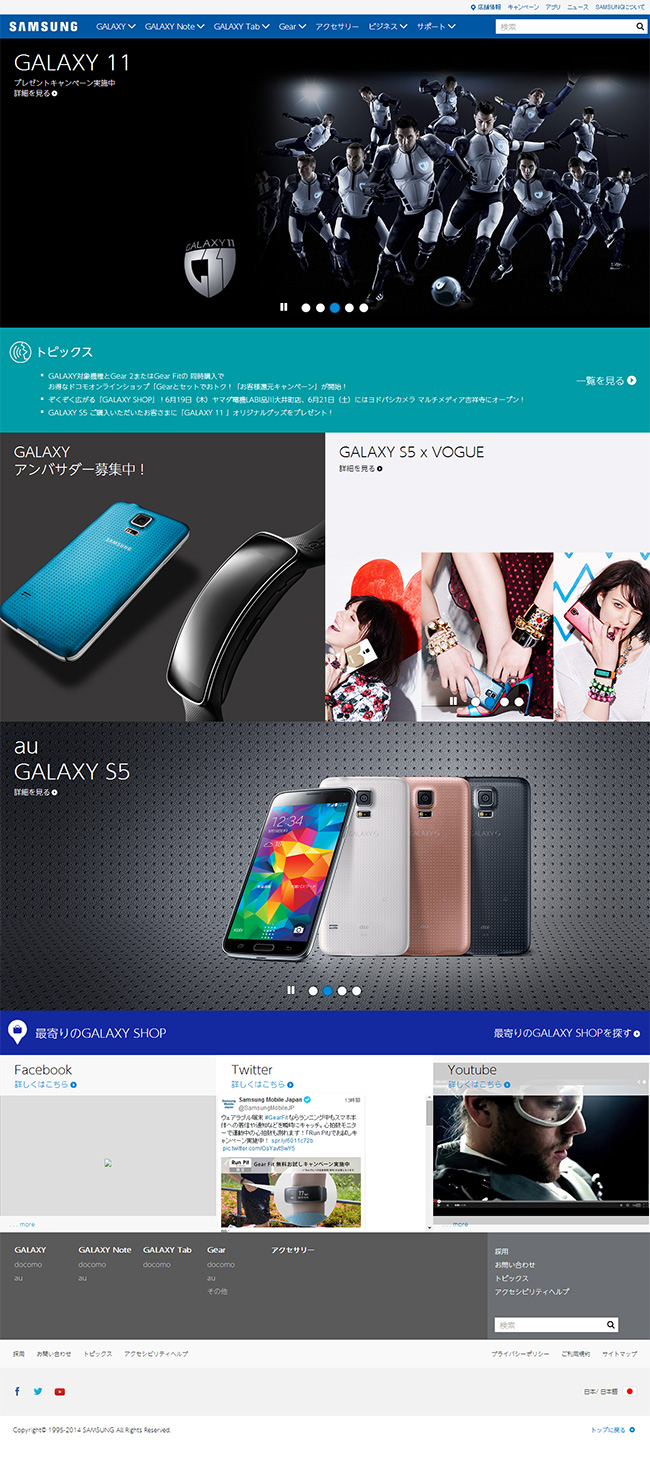 店舗情報 キャンペーン アプリ ニュース SAMSUNGについて
SAMSUNG GALAXY GALAXY Note GALAXY Tab Gear アクセサリー ビジネス サポート 検索
GALAXY 11
プレゼントキャンペーン実施中
詳細を見る
GALAXY 11
トピックス
GALAXY対象機種とGear 2またはGear Fitの 同時購入で
お得なドコモオンラインショップ「Gearとセットでおトク！「お客様還元キャンペーン」が開始！
一覧を見る
ぞくぞく広がる「GALAXY SHOP」！6月19日（木）ヤマダ電機LABI品川大井町店、6月21日（土）にはヨドバシカメラ マルチメディア吉祥寺にオープン！
GALAXY S5 ご購入いただいたお客さまに「GALAXY 11 」オリジナルグッズをプレゼント！
GALAXY
アンバサダー募集中！
SAMSUNG
GALAXY S5 x VOGUE
詳細を見る
au
GALAXY S5
詳細を見る
最寄りのGALAXY SHOP
最寄りのGALAXY SHOPを探す
Facebook
詳しくはこちら
... more
Twitter
詳しくはこちら
Samsung Mobile Japan
@SamsungMobileJP
ウェアラブル端末 #GearFitならランニング中もスマホ本
体への着信や通知などを瞬時にキャッチ。心拍数モニタ
ーで運動中の心拍数も測れます！「Run Pit」でお試しキ
ャンペーン実施中！
Run Pit Gear Fit 無料お試しキャンペーン実施中
Youtube
詳しくはこちら
... more
GALAXY GALAXY Note GALAXY Tab Gear アクセサリー
docomo docomo docomo docomo
au au au
その他
採用
お問い合わせ
トピックス
アクセシビリティヘルプ
検索
採用 お問い合わせ トピックス アクセシビリティヘルプ プライバシーポリシー ご利用規約 サイトマップ
日本/ 日本語
Copyright© 1995-2014 SAMSUNG All Rights Reserved.
トップに戻る